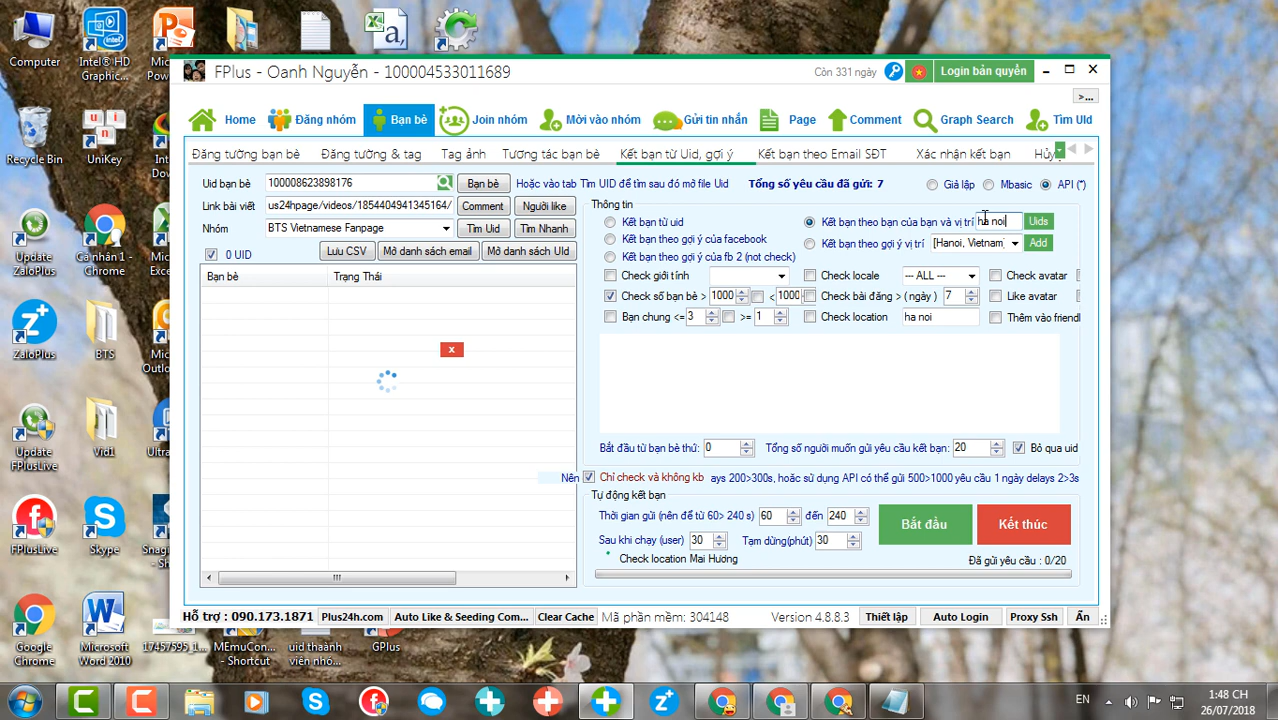 Computer
Intel® HD
Graphic...
Mic
Pow
a,
FPlus - Oanh Nguyễn - 100004533011689
Còn 331 ngày
Login bản quyền
>...
Home
Đăng nhóm
Bạn bè
Join nhóm
Mời vào nhóm
Gửi tin nhắn
Page
Comment
Graph Search
Tìm UId
Đăng tường bạn bè
Đăng tường & tag
Tag ảnh
Tương tác bạn bè
Kết bạn từ Uid, gợi ý
Kết bạn theo Email SĐT
Xác nhận kết bạn
Recycle Bin
UniKey
Uid bạn bè
100008623898176
Bạn bè
Hoặc vào tab Tìm UID để tìm sau đó mở file Uid
Tổng số yêu cầu đã gửi: 7
Giả lập
Mbasic
API (*)
Link bài viết
us24hpage/videos/1854404941345164/
Comment
Người like
Thông tin
Nhóm
BTS Vietnamese Fanpage
Tìm Uid
Tìm Nhanh
Kết bạn từ uid
Kết bạn theo bạn của bạn và vị trí
ha noi
Uids
Kết bạn theo gợi ý của facebook
Kết bạn theo gợi ý vị trí
[Hanoi, Vietnam]
Add
0 UID
Lưu CSV
Mở danh sách email
Mở danh sách UId
Kết bạn theo gợi ý của fb 2 (not check)
Bạn bè
Trạng Thái
Check giới tính
Check locale
--- ALL ---
Check avatar
Check số bạn bè >
1000
<
1000
Check bài đăng > ( ngày )
7
Like avatar
Bạn chung <=
3
>=
1
Check location
ha noi
Thêm vào friendl
Update
ZaloPlus
Cá nhân 1 -
Chrome
ZaloPlus
BTS
x
Update
FPlusLive
Vid1
Bắt đầu từ bạn bè thứ:
0
Tổng số người muốn gửi yêu cầu kết bạn:
20
Bỏ qua uid
Nên
Chỉ check và không kb
ays 200>300s, hoặc sử dụng API có thể gửi 500>1000 yêu cầu 1 ngày delays 2>3s
Tự động kết bạn
Thời gian gửi (nên để từ 60> 240 s)
60
đến
240
Bắt đầu
Kết thúc
Sau khi chạy (user)
30
Tạm dừng(phút)
30
Check location Mai Hương
Đã gửi yêu cầu : 0/20
FPlusLive
Skype
Hỗ trợ : 090.173.1871
Plus24h.com
Auto Like & Seeding Com...
Clear Cache
Mã phần mềm: 304148
Version 4.8.8.3
Thiết lập
Auto Login
Proxy Ssh
Ẩn
Google
Chrome
Microsoft
Word 2010
17457595_1...
MEmuCon...
- Shortcut
uid thaành
viên nhó...
GPlus
EN
1:48 CH
26/07/2018